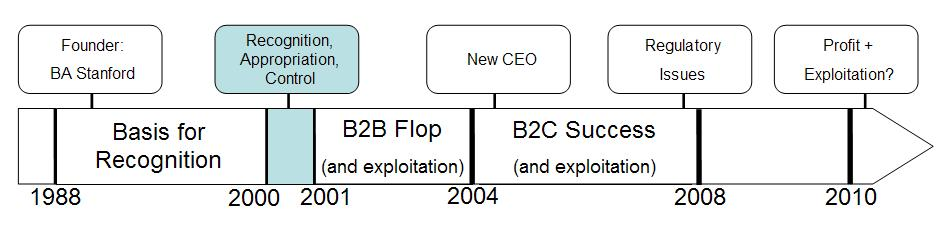 Founder:
BA Stanford
Recognition,
Appropriation,
Control
New CEO
Regulatory
Issues
Profit +
Exploitation?
Basis for
Recognition
B2B Flop
(and exploitation)
B2C Success
(and exploitation)
1988
2000
2001
2004
2008
2010